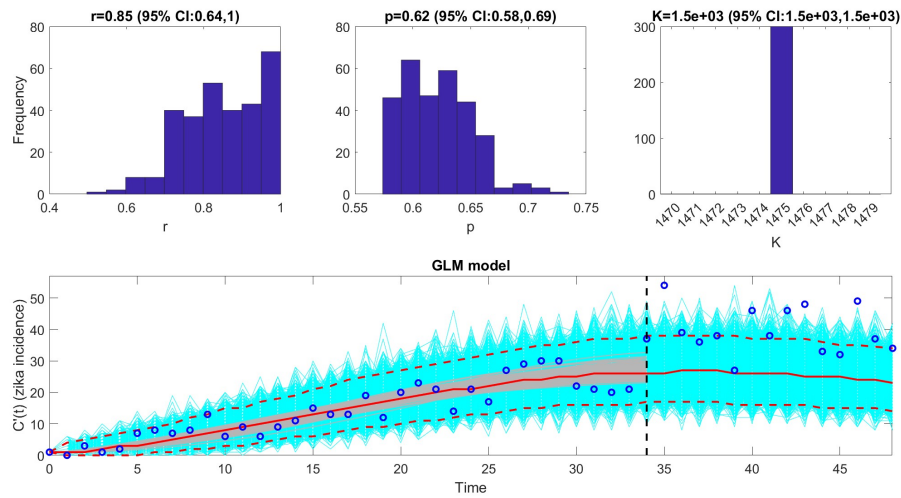 r=0.85 (95% CI:0.64,1)
80
60
40
20
0
Frequency
0.4 0.6 0.8 1
r
p=0.62 (95% CI:0.58,0.69)
80
60
40
20
0
0.55 0.6 0.65 0.7 0.75
p
K=1.5e+03 (95% CI:1.5e+03,1.5e+03)
300
200
100
0
1470 1471 1472 1473 1474 1475 1476 1477 1478 1479
K
GLM model
50
40
30
20
10
0
C'(t) (zika incidence)
0 5 10 15 20 25 30 35 40 45
Time